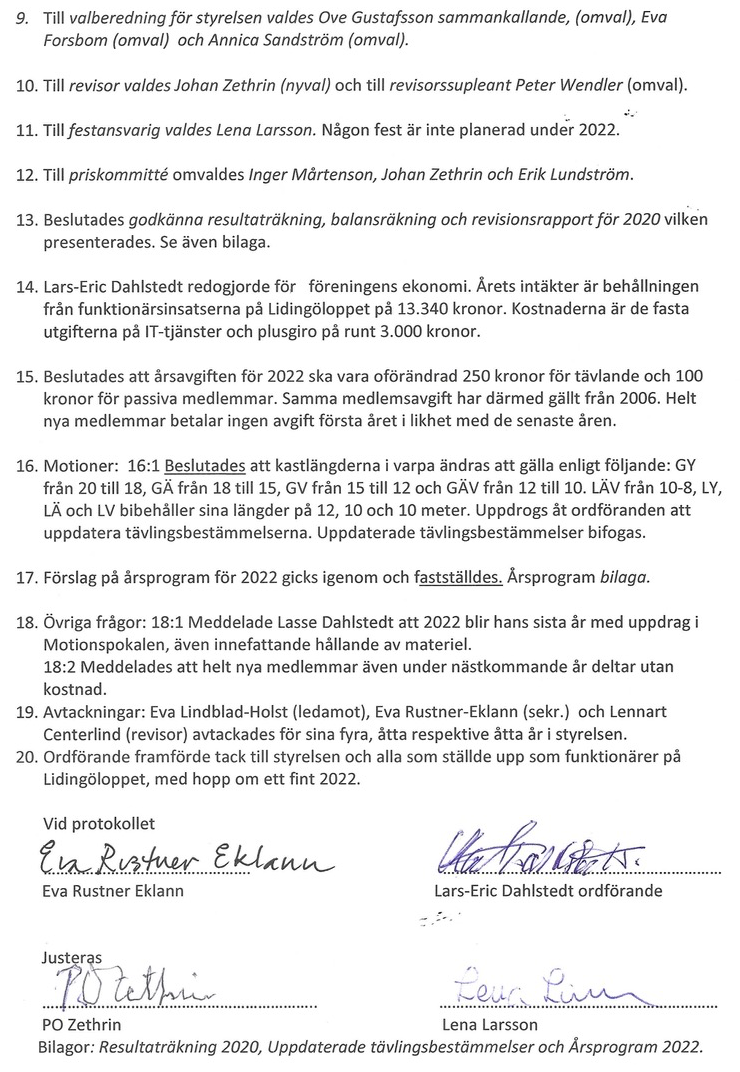 9. Till valberedning för styrelsen valdes Ove Gustafsson sammankallande, (omval), Eva
Forsbom (omval) och Annica Sandström (omval).
10. Till revisor valdes Johan Zethrin (nyval) och till revisorssupleant Peter Wendler (omval).
11. Till festansvarig valdes Lena Larsson. Någon fest är inte planerad under 2022.
12. Till priskommitté omvaldes Inger Mårtenson, Johan Zethrin och Erik Lundström.
13. Beslutades godkänna resultaträkning, balansräkning och revisionsrapport för 2020 vilken
presenterades. Se även bilaga.
14. Lars-Eric Dahlstedt redogjorde för föreningens ekonomi. Årets intäkter är behållningen
från funktionärsinsatserna på Lidingöloppet på 13.340 kronor. Kostnaderna är de fasta
utgifterna på IT-tjänster och plusgiro på runt 3.000 kronor.
15. Beslutades att årsavgiften för 2022 ska vara oförändrad 250 kronor för tävlande och 100
kronor för passiva medlemmar. Samma medlemsavgift har därmed gällt från 2006. Helt
nya medlemmar betalar ingen avgift första året i likhet med de senaste åren.
16. Motioner: 16:1 Beslutades att kastlängderna i varpa ändras att gälla enligt följande: GY
från 20 till 18, GÄ från 18 till 15, GV från 15 till 12 och GÄV från 12 till 10. LÄV från 10-8, LY,
LÄ och LV bibehåller sina längder på 12, 10 och 10 meter. Uppdrogs åt ordföranden att
uppdatera tävlingsbestämmelserna. Uppdaterade tävlingsbestämmelser bifogas.
17. Förslag på årsprogram för 2022 gicks igenom och fastställdes. Årsprogram bilaga.
18. Övriga frågor: 18:1 Meddelade Lasse Dahlstedt att 2022 blir hans sista år med uppdrag i
Motionspokalen, även innefattande hållande av materiel.
18:2 Meddelades att helt nya medlemmar även under nästkommande år deltar utan
kostnad.
19. Avtackningar: Eva Lindblad-Holst (ledamot), Eva Rustner-Eklann (sekr.) och Lennart
Centerlind (revisor) avtackades för sina fyra, åtta respektive åtta år i styrelsen.
20. Ordförande framförde tack till styrelsen och alla som ställde upp som funktionärer på
Lidingöloppet, med hopp om ett fint 2022.
Vid protokollet
Eva Rustner Eklann
Eva Rustner Eklann Lars-Eric Dahlstedt ordförande
Justeras
PO Zethrin Lena
PO Zethrin Lena Larsson
Bilagor: Resultaträkning 2020, Uppdaterade tävlingsbestämmelser och Årsprogram 2022.